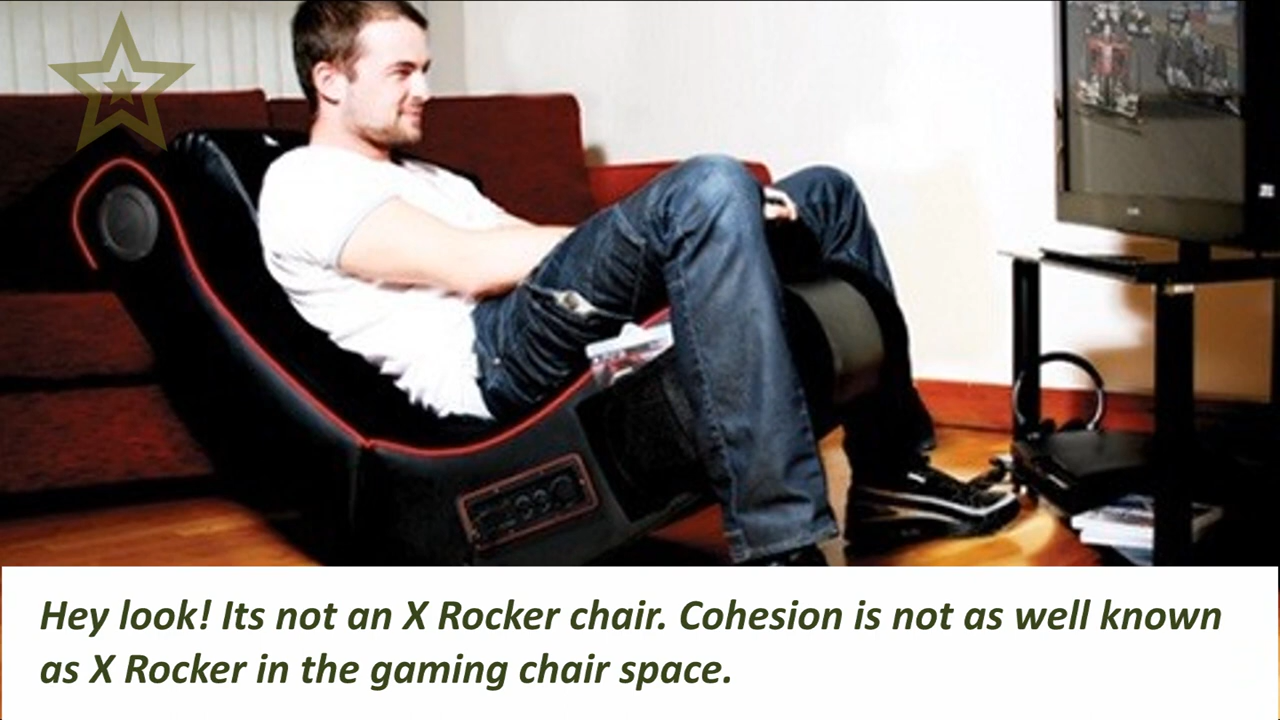 Hey look! Its not an X Rocker chair. Cohesion is not as well known
as X Rocker in the gaming chair space.